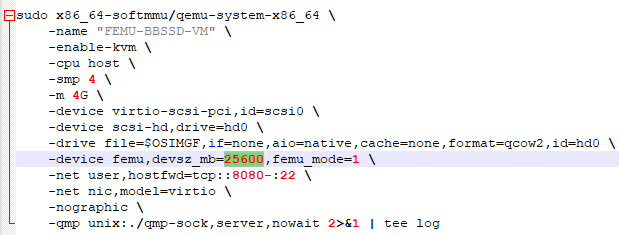 sudo x86_64-softmmu/qemu-system-x86_64 \
-name "FEMU-BBSSD-VM" \
-enable-kvm \
-cpu host \
-smp 4 \
-m 4G \
-device virtio-scsi-pci,id=scsi0 \
-device scsi-hd,drive=hd0 \
-drive file=$OSIMGF,if=none,aio=native,cache=none,format=qcow2,id=hd0 \
-device femu,devsz_mb=25600,femu_mode=1 \
-net user,hostfwd=tcp::8080-:22 \
-net nic,model=virtio \
-nographic \
-qmp unix:./qmp-sock,server,nowait 2>&1 | tee log